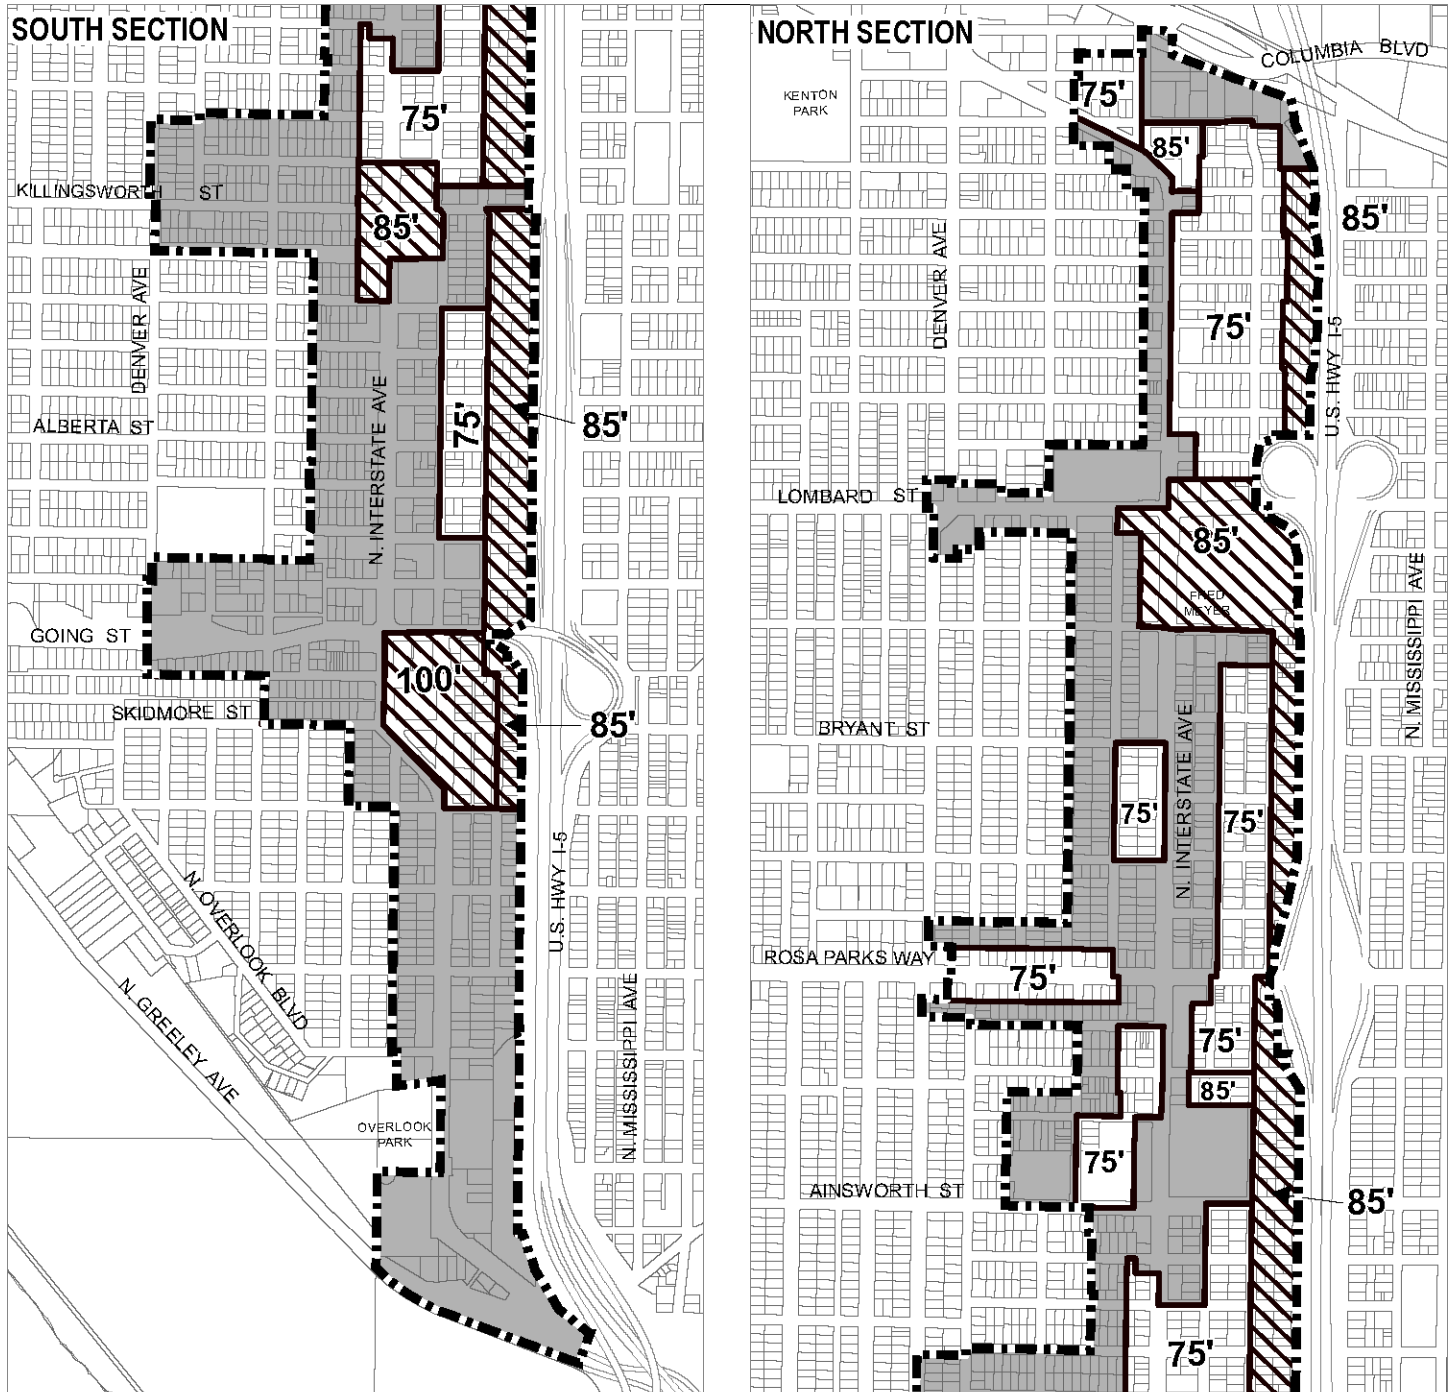 SOUTH SECTION
75'
KILLINGSWORTH ST
85'
DENVER AVE
N. INTERSTATE AVE
75'
85'
ALBERTA ST
GOING ST
100'
SKIDMORE ST
85'
U.S. HWY I-5
N. OVERLOOK BLVD
N. GREELEY AVE
N. MISSISSIPPI AVE
OVERLOOK
PARK
NORTH SECTION
COLUMBIA BLVD
KENTON
PARK
75'
85'
85'
DENVER AVE
75'
U.S. HWY I-5
LOMBARD ST
85'
FRED
MEYER
N. MISSISSIPPI AVE
BRYANT ST
N. INTERSTATE AVE
75'
75'
ROSA PARKS WAY
75'
75'
85'
75'
AINSWORTH ST
85'
75'